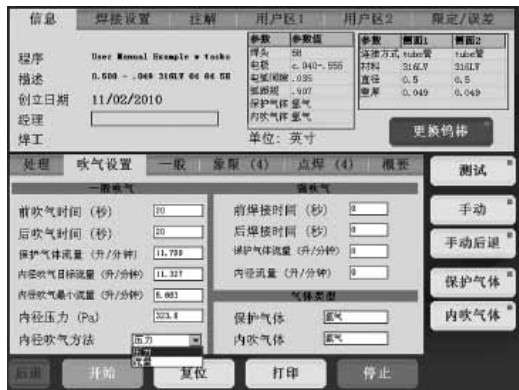 信息 焊接设置 注解 用户区1 用户区2 限定/误差
程序 User Manual Example w tacks
描述 0.500 - .049 316LV 04 04 5H
创立日期 11/02/2010
经理
焊工
参数 参数值
焊头 5H
电极 c.040-.555
电弧间隙 .035
弧距规 .907
保护气体 氩气
内吹气体 氩气
单位: 英寸
参数 侧面1 侧面2
连接方式 tube管 tube管
材料 316LV 316LV
直径 0.5 0.5
壁厚 0.049 0.049
更换钨棒
处理 吹气设置 一般 象限 (4) 点焊 (4) 概要
一般吹气
前吹气时间 (秒) 20
后吹气时间 (秒) 20
保护气体流量 (升/分钟) 11.799
内径吹气目标流量 (升/分钟) 11.327
内径吹气最小流量 (升/分钟) 5.663
内径压力 (Pa) 323.8
内径吹气方法 压力
压力
流量
强吹气
前焊接时间 (秒) 0
后焊接时间 (秒) 0
保护气体流量 (升/分钟) 0
内径流量 (升/分钟) 0
气体类型
保护气体 氩气
内吹气体 氩气
测试
手动
手动后退
保护气体
内吹气体
后退 开始 复位 打印 停止